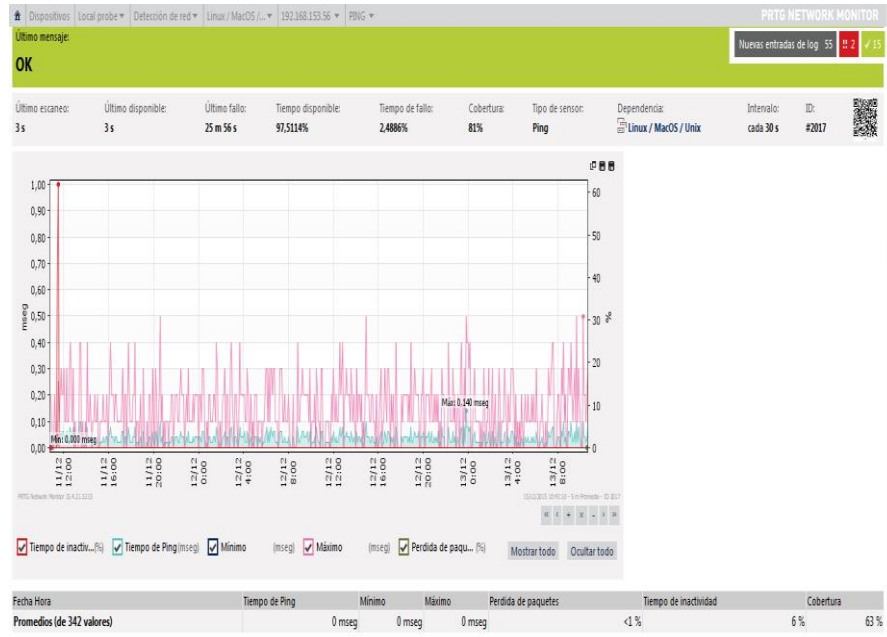 Dispositivos Local probe Detección de red Linux / MacOS /... 192.168.153.56 PING PRTG NETWORK MONITOR
Último mensaje:
OK
Nuevas entradas de log 55 !! 2 ✓ 15
Último escaneo: Último disponible: Último fallo: Tiempo disponible: Tiempo de fallo: Cobertura: Tipo de sensor: Dependencia: Intervalo: ID:
3 s 3 s 25 m 56 s 97,5114% 2,4886% 81% Ping Linux / MacOS / Unix cada 30 s #2017
1,00
0,90
0,80
0,70
0,60
0,50
0,40
0,30
0,20
0,10
0,00
mseg
60
50
40
30
20
10
0
%
Máx: 0.140 mseg
Mín: 0.000 mseg
11/12 12:00
11/12 16:00
11/12 20:00
12/12 0:00
12/12 4:00
12/12 8:00
12/12 12:00
12/12 16:00
12/12 20:00
13/12 0:00
13/12 4:00
13/12 8:00
PRTG Network Monitor
5 m Promedio - ID 2017
« ‹ + x - › »
Tiempo de inactiv...(%) Tiempo de Ping (mseg) Mínimo (mseg) Máximo (mseg) Perdida de paqu... (%) Mostrar todo Ocultar todo
Fecha Hora Tiempo de Ping Mínimo Máximo Perdida de paquetes Tiempo de inactividad Cobertura
Promedios (de 342 valores) 0 mseg 0 mseg 0 mseg <1 % 6 % 63 %